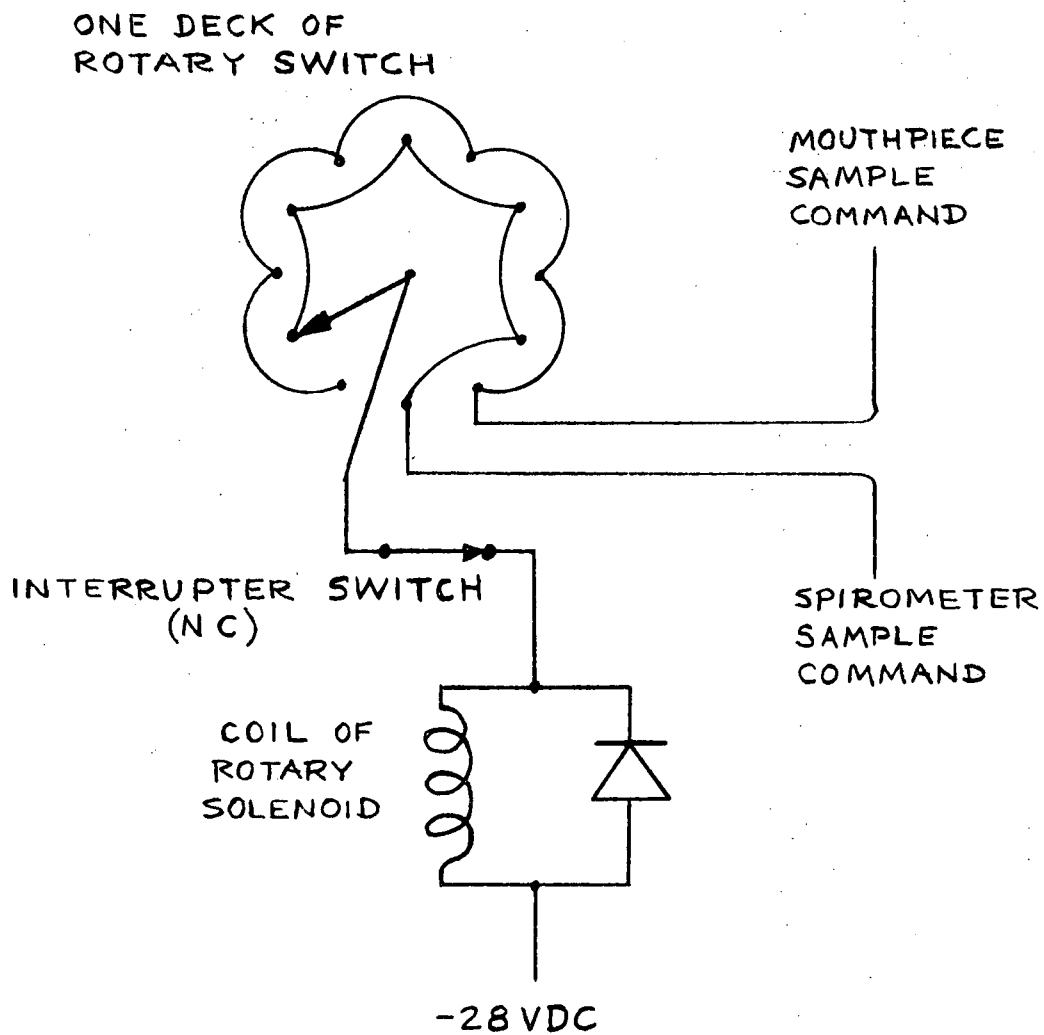 ONE DECK OF
ROTARY SWITCH
MOUTHPIECE
SAMPLE
COMMAND
INTERRUPTER SWITCH
(NC)
SPIROMETER
SAMPLE
COMMAND
COIL OF
ROTARY
SOLENOID
-28 VDC